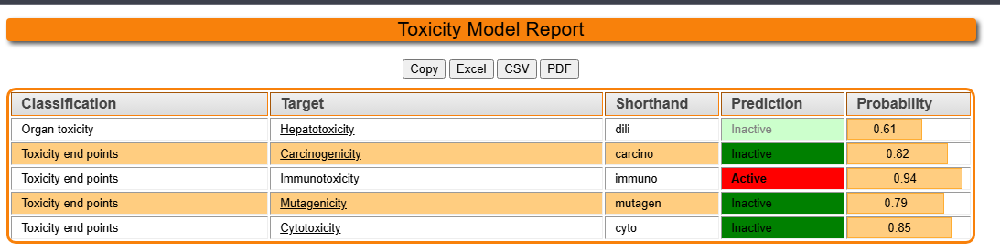 Toxicity Model Report
Copy Excel CSV PDF
Classification Target Shorthand Prediction Probability
Organ toxicity Hepatotoxicity dili Inactive 0.61
Toxicity end points Carcinogenicity carcino Inactive 0.82
Toxicity end points Immunotoxicity immuno Active 0.94
Toxicity end points Mutagenicity mutagen Inactive 0.79
Toxicity end points Cytotoxicity cyto Inactive 0.85